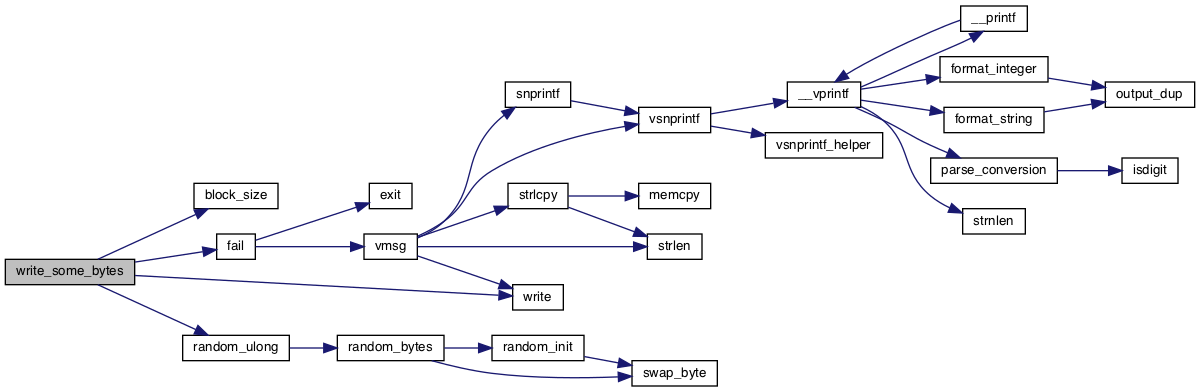 __printf
format_integer
snprintf
__vprintf
output_dup
vsnprintf
format_string
vsnprintf_helper
parse_conversion
isdigit
block_size
exit
strlcpy
memcpy
strnlen
fail
vmsg
strlen
write_some_bytes
write
random_ulong
random_bytes
random_init
swap_byte